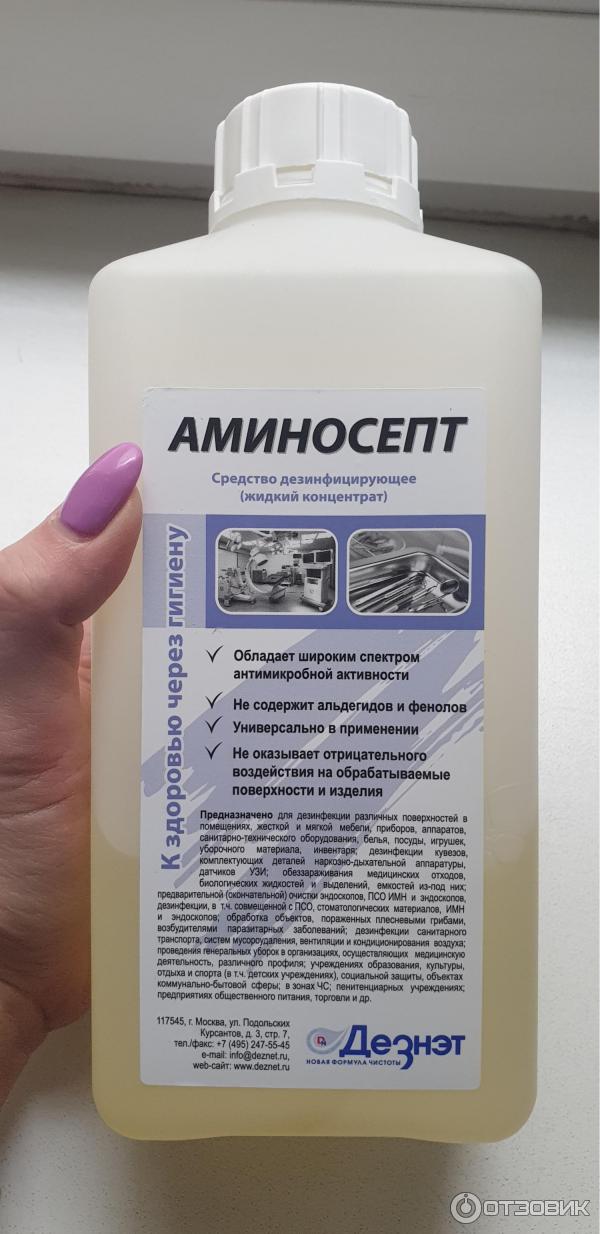 АМИНОСЕПТ
Средство дезинфицирующее
(жидкий концентрат)
К здоровью через гигиену
✓ Обладает широким спектром
антимикробной активности
✓ Не содержит альдегидов и фенолов
✓ Универсально в применении
✓ Не оказывает отрицательного
воздействия на обрабатываемые
поверхности и изделия
Предназначено для дезинфекции различных поверхностей в
помещениях, жесткой и мягкой мебели, приборов, аппаратов,
санитарно-технического оборудования, белья, посуды, игрушек,
уборочного материала, инвентаря; дезинфекции кувезов,
комплектующих деталей наркозно-дыхательной аппаратуры,
датчиков УЗИ; обеззараживания медицинских отходов,
биологических жидкостей и выделений, емкостей из-под них;
предварительной (окончательной) очистки эндоскопов, ПСО ИМН и эндоскопов,
дезинфекции, в т.ч. совмещенной с ПСО, стоматологических материалов, ИМН
и эндоскопов; обработка объектов, пораженных плесневыми грибами,
возбудителями паразитарных заболеваний; дезинфекции санитарного
транспорта, систем мусороудаления, вентиляции и кондиционирования воздуха;
проведения генеральных уборок в организациях, осуществляющих медицинскую
деятельность, различного профиля; учреждениях образования, культуры,
отдыха и спорта (в т.ч. детских учреждениях), социальной защиты, объектах
коммунально-бытовой сферы; в зонах ЧС; пенитенциарных учреждениях;
предприятиях общественного питания, торговли и др.
117545, г. Москва, ул. Подольских
Курсантов, д. 3, стр. 7,
тел./факс: +7 (495) 247-55-45
e-mail: info@deznet.ru,
web-сайт: www.deznet.ru
Дезнэт
НОВАЯ ФОРМУЛА ЧИСТОТЫ
ОТЗОВИК